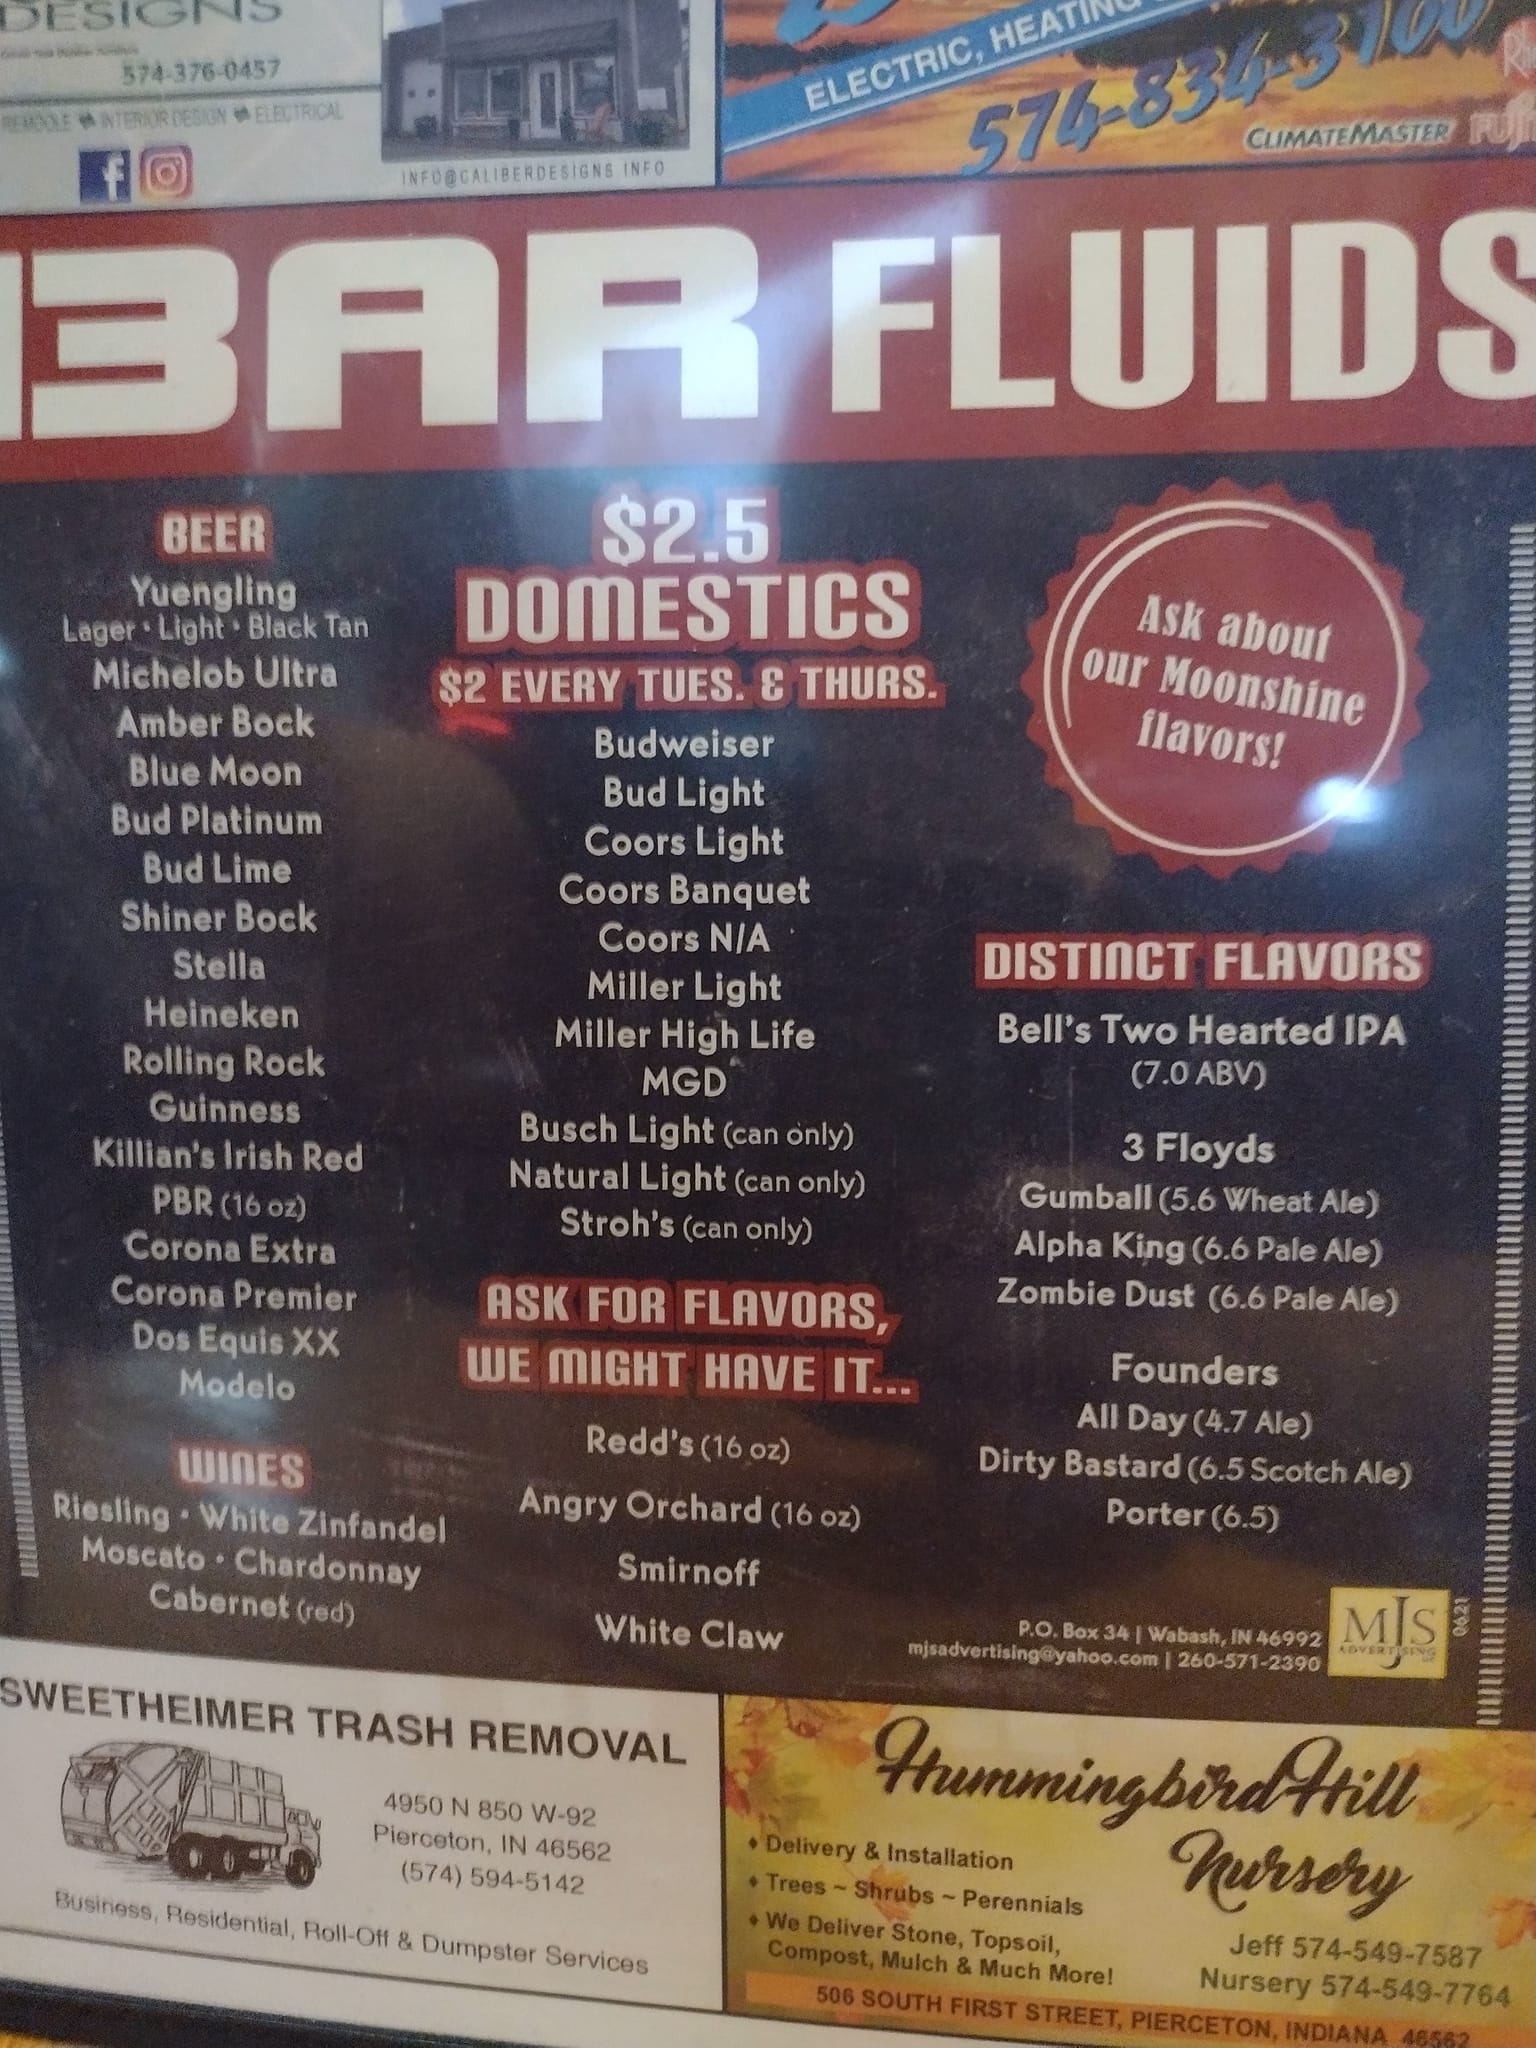 DESIGNS
574-376-0457
REMODLE INTERIOR DESIGN ELECTRICAL
INFO@CALIBERDESIGNS.INFO
ELECTRIC, HEATING
574-834-3100
CLIMATEMASTER
BAR FLUIDS
BEER
Yuengling
Lager • Light • Black Tan
Michelob Ultra
Amber Bock
Blue Moon
Bud Platinum
Bud Lime
Shiner Bock
Stella
Heineken
Rolling Rock
Guinness
Killian's Irish Red
PBR (16 oz)
Corona Extra
Corona Premier
Dos Equis XX
Modelo
WINES
Riesling • White Zinfandel
Moscato • Chardonnay
Cabernet (red)
$2.5
DOMESTICS
$2 EVERY TUES. & THURS.
Budweiser
Bud Light
Coors Light
Coors Banquet
Coors N/A
Miller Light
Miller High Life
MGD
Busch Light (can only)
Natural Light (can only)
Stroh's (can only)
ASK FOR FLAVORS,
WE MIGHT HAVE IT...
Redd's (16 oz)
Angry Orchard (16 oz)
Smirnoff
White Claw
Ask about
our Moonshine
flavors!
DISTINCT FLAVORS
Bell's Two Hearted IPA
(7.0 ABV)
3 Floyds
Gumball (5.6 Wheat Ale)
Alpha King (6.6 Pale Ale)
Zombie Dust (6.6 Pale Ale)
Founders
All Day (4.7 Ale)
Dirty Bastard (6.5 Scotch Ale)
Porter (6.5)
P.O. Box 34 | Wabash, IN 46992
mjsadvertising@yahoo.com | 260-571-2390
MJS
ADVERTISING
0621
SWEETHEIMER TRASH REMOVAL
4950 N 850 W-92
Pierceton, IN 46562
(574) 594-5142
Business, Residential, Roll-Off & Dumpster Services
Hummingbird Hill
Nursery
♦ Delivery & Installation
♦ Trees ~ Shrubs ~ Perennials
♦ We Deliver Stone, Topsoil,
Compost, Mulch & Much More!
Jeff 574-549-7587
Nursery 574-549-7764
506 SOUTH FIRST STREET, PIERCETON, INDIANA 46562